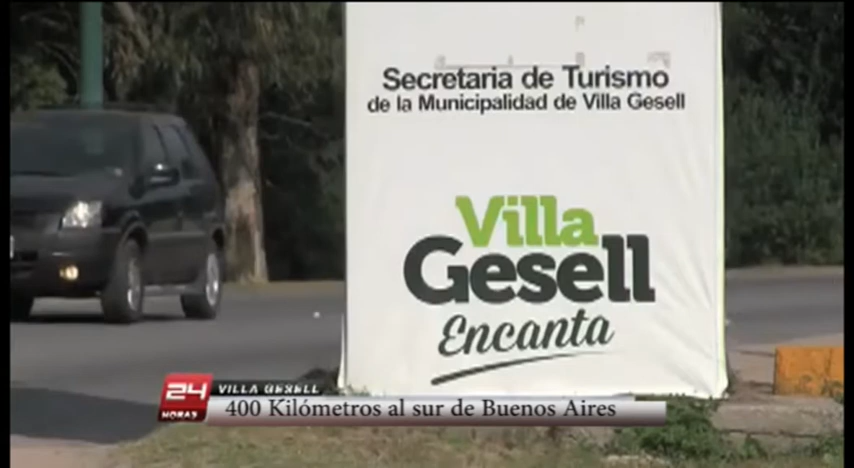 Secretaria de Turismo
de la Municipalidad de Villa Gesell
Villa
Gesell
Encanta
24
HORAS
VILLA GESELL
400 Kilómetros al sur de Buenos Aires